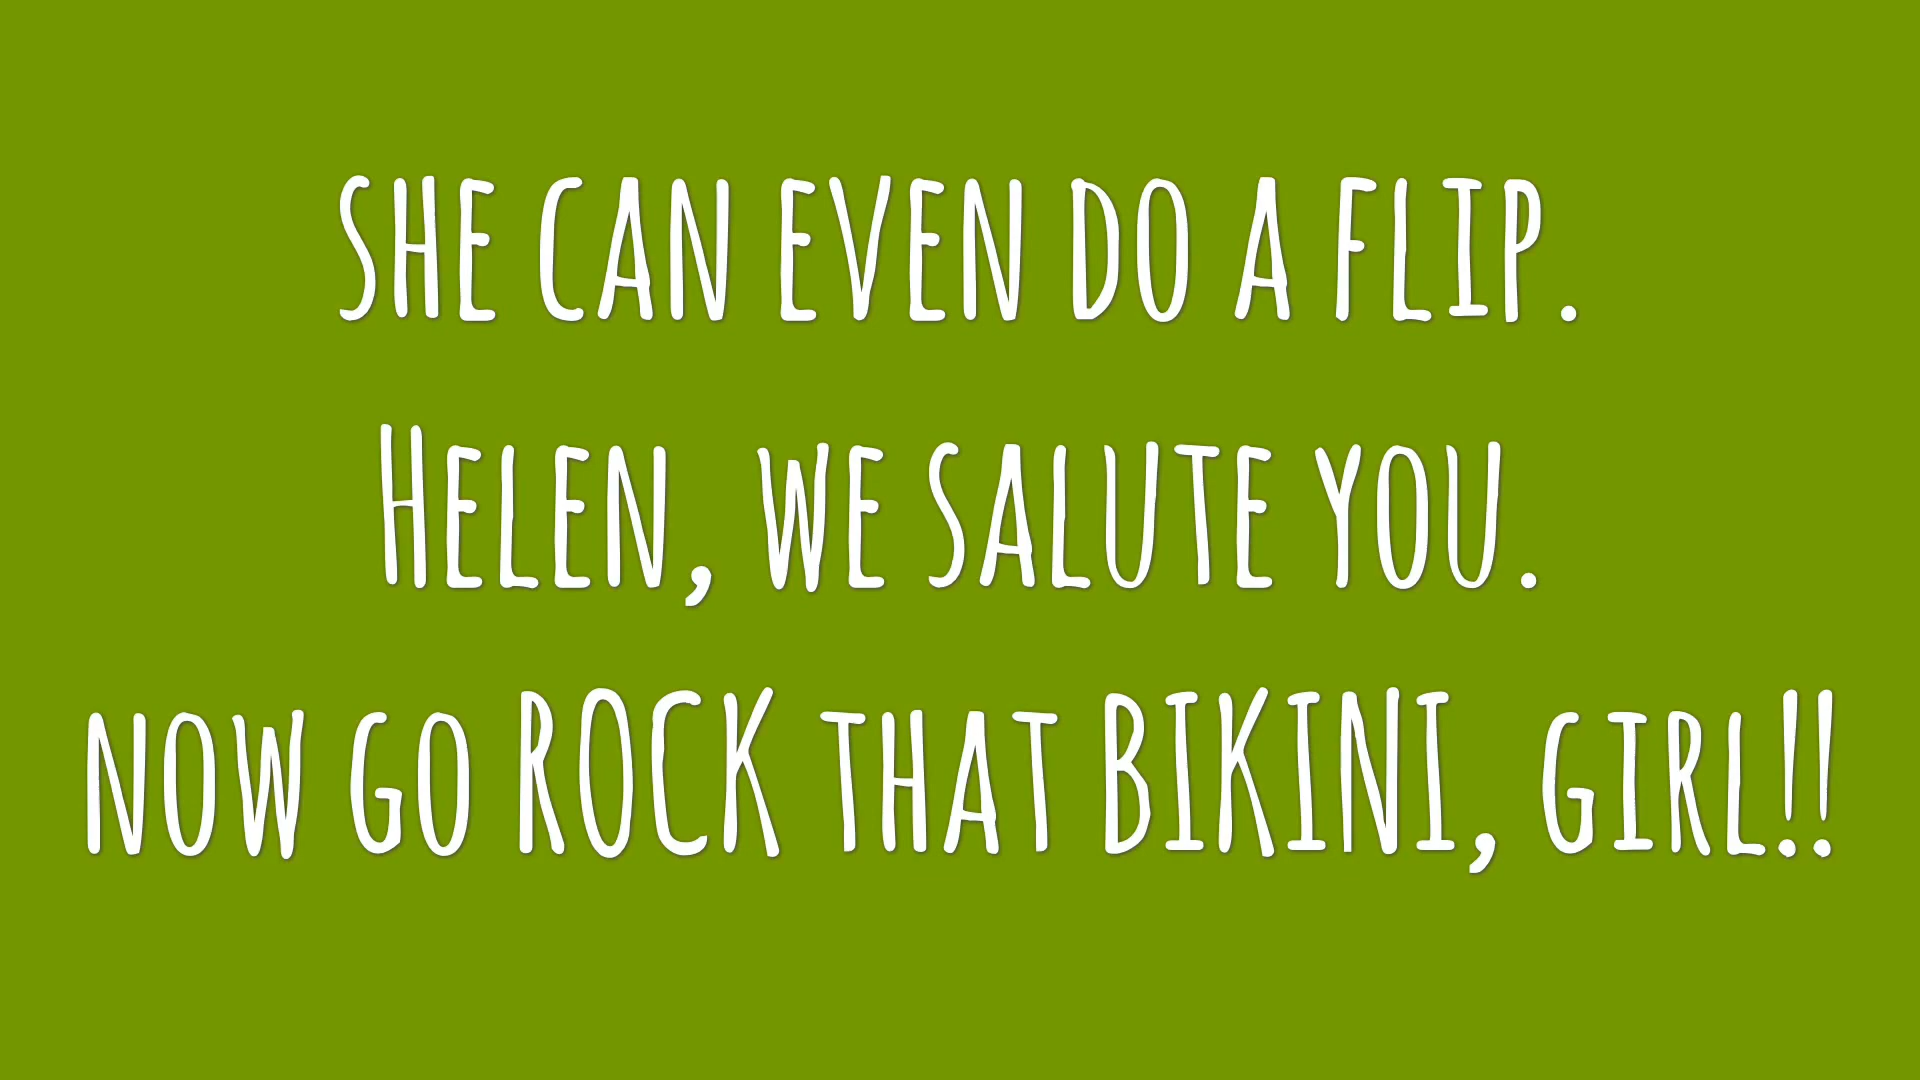 she can even do a flip.
Helen, we salute you.
now go ROCK that BIKINI, girl!!